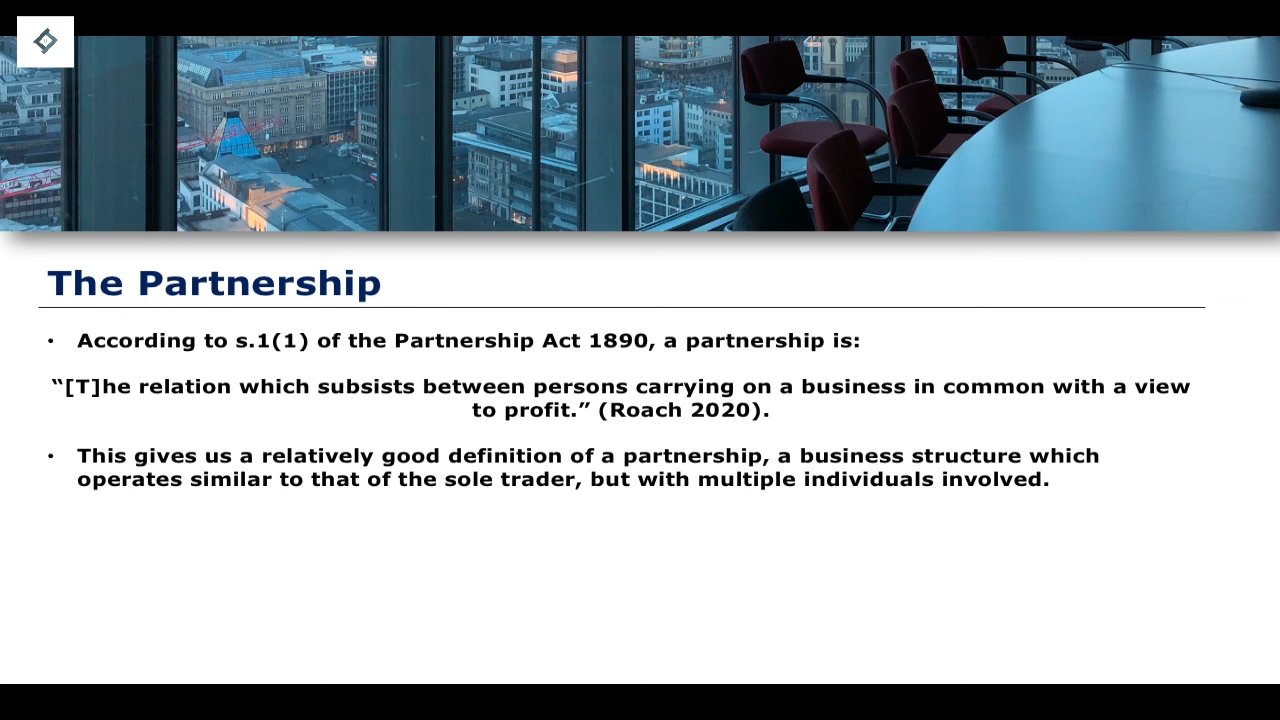 The Partnership
• According to s.1(1) of the Partnership Act 1890, a partnership is:
“[T]he relation which subsists between persons carrying on a business in common with a view
to profit.” (Roach 2020).
• This gives us a relatively good definition of a partnership, a business structure which
operates similar to that of the sole trader, but with multiple individuals involved.